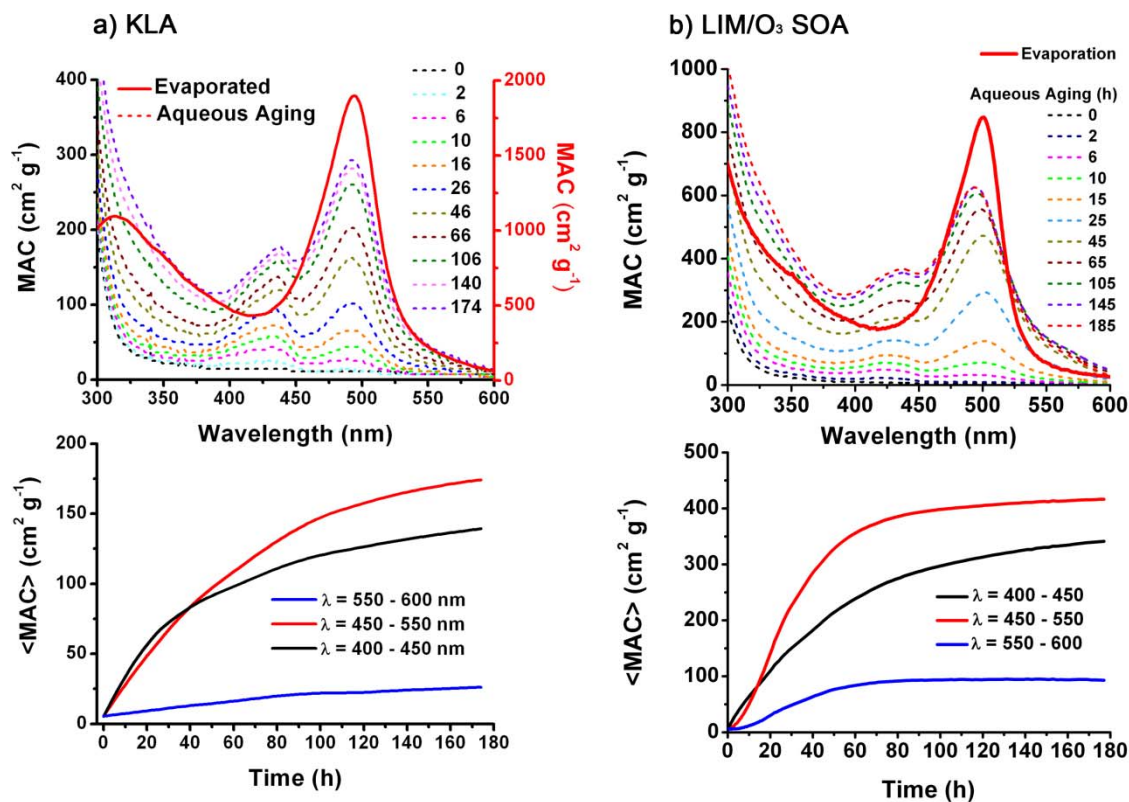 a) KLA
Evaporated
Aqueous Aging
0
2
6
10
16
26
46
66
106
140
174
400
300
200
100
0
MAC (cm² g⁻¹)
2000
1500
1000
500
0
MAC (cm² g⁻¹)
300 350 400 450 500 550 600
Wavelength (nm)
b) LIM/O₃ SOA
Evaporation
Aqueous Aging (h)
0
2
6
10
15
25
45
65
105
145
185
1000
800
600
400
200
0
MAC (cm² g⁻¹)
300 350 400 450 500 550 600
Wavelength (nm)
200
150
100
50
0
<MAC> (cm² g⁻¹)
λ = 550 - 600 nm
λ = 450 - 550 nm
λ = 400 - 450 nm
0 20 40 60 80 100 120 140 160 180
Time (h)
500
400
300
200
100
0
<MAC> (cm² g⁻¹)
λ = 400 - 450
λ = 450 - 550
λ = 550 - 600
0 20 40 60 80 100 120 140 160 180
Time (h)